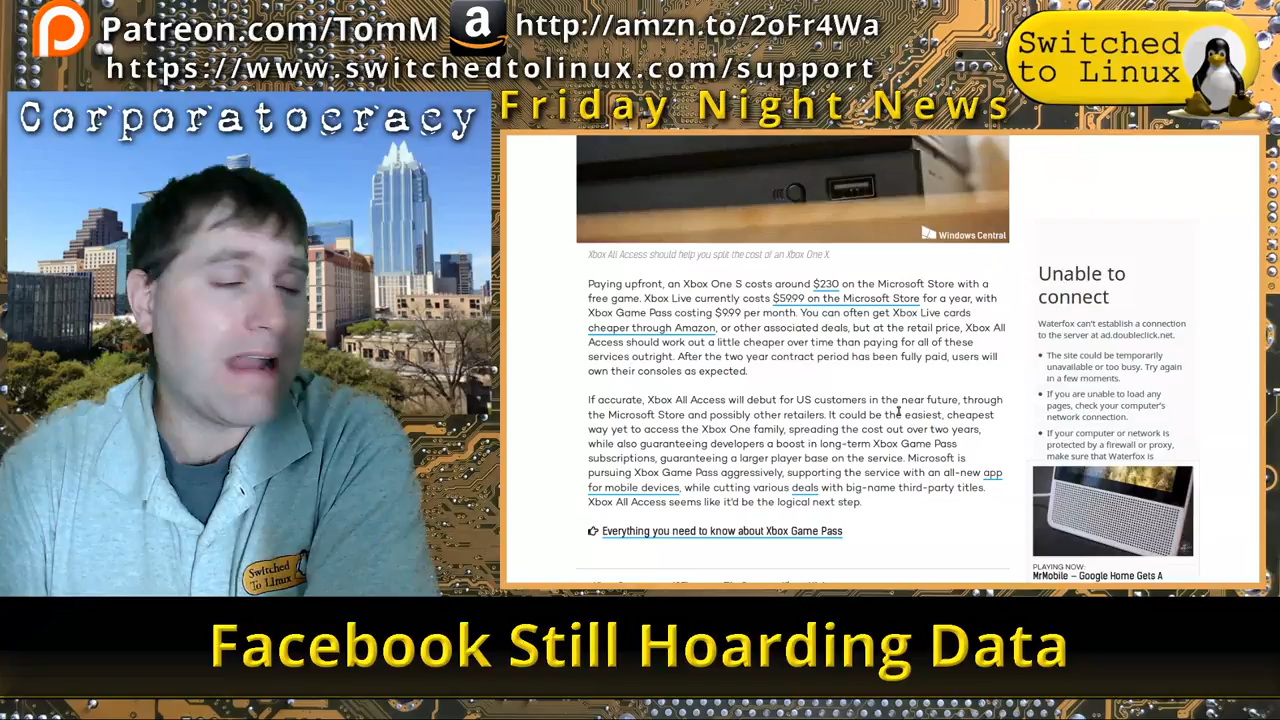 Patreon.com/TomM
http://amzn.to/2oFr4Wa
https://www.switchedtolinux.com/support
Switched
to Linux
Corporatocracy
Friday Night News
Windows Central
Xbox All Access should help you split the cost of an Xbox One X.
Paying upfront, an Xbox One S costs around $230 on the Microsoft Store with a
free game. Xbox Live currently costs $59.99 on the Microsoft Store for a year, with
Xbox Game Pass costing $9.99 per month. You can often get Xbox Live cards
cheaper through Amazon, or other associated deals, but at the retail price, Xbox All
Access should work out a little cheaper over time than paying for all of these
services outright. After the two year contract period has been fully paid, users will
own their consoles as expected.
If accurate, Xbox All Access will debut for US customers in the near future, through
the Microsoft Store and possibly other retailers. It could be the easiest, cheapest
way yet to access the Xbox One family, spreading the cost out over two years,
while also guaranteeing developers a boost in long-term Xbox Game Pass
subscriptions, guaranteeing a larger player base on the service. Microsoft is
pursuing Xbox Game Pass aggressively, supporting the service with an all-new app
for mobile devices, while cutting various deals with big-name third-party titles.
Xbox All Access seems like it'd be the logical next step.
Everything you need to know about Xbox Game Pass
Unable to
connect
Waterfox can't establish a connection
to the server at ad.doubleclick.net.
The site could be temporarily
unavailable or too busy. Try again
in a few moments.
If you are unable to load any
pages, check your computer's
network connection.
If your computer or network is
protected by a firewall or proxy,
make sure that Waterfox is
PLAYING NOW:
MrMobile – Google Home Gets A
Switched
To Linux
Facebook Still Hoarding Data